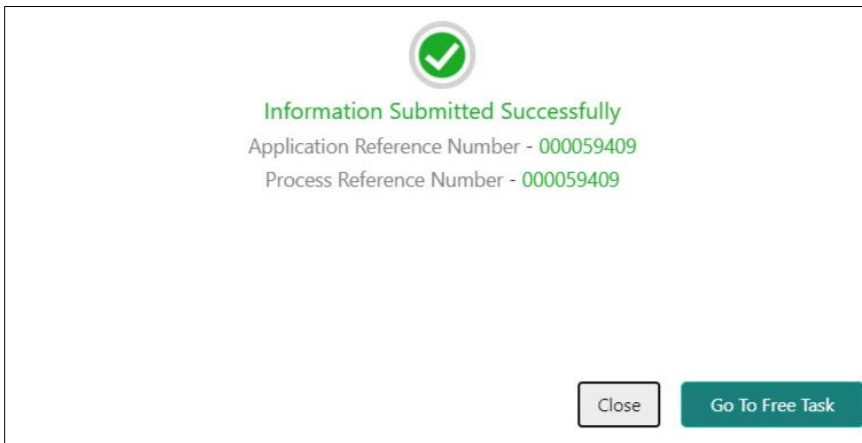 Information Submitted Successfully
Application Reference Number - 000059409
Process Reference Number - 000059409
Close
Go To Free Task